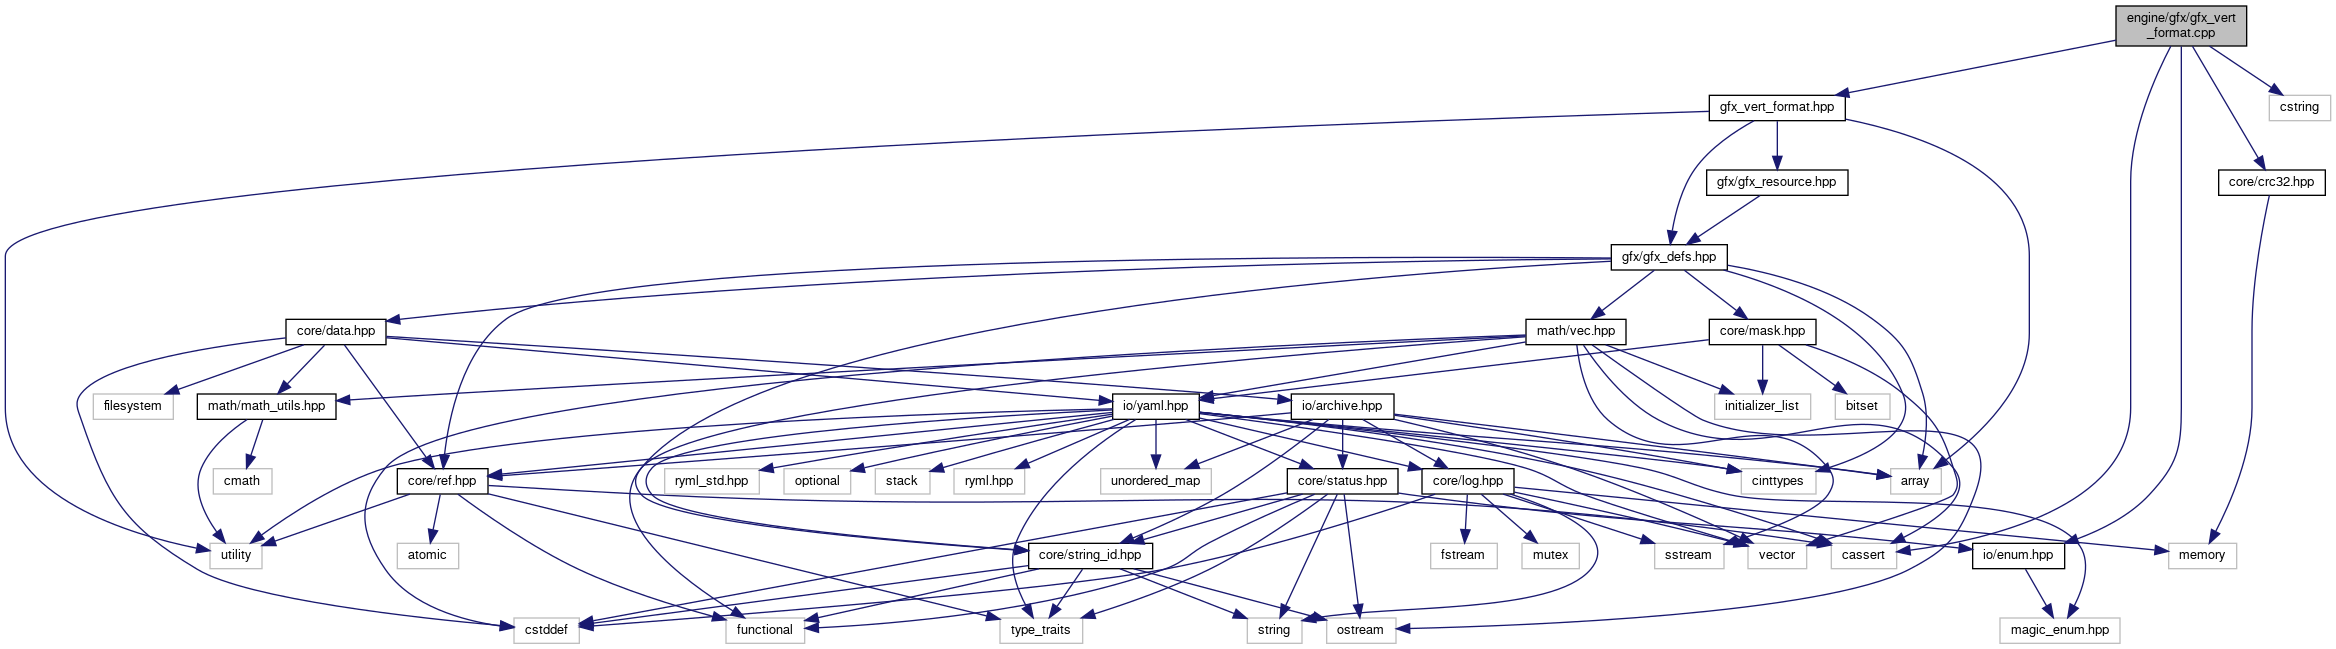 engine/gfx/gfx_vert
_format.cpp
gfx_vert_format.hpp
cstring
gfx/gfx_resource.hpp
core/crc32.hpp
gfx/gfx_defs.hpp
core/data.hpp
math/vec.hpp
core/mask.hpp
filesystem
math/math_utils.hpp
io/yaml.hpp
io/archive.hpp
initializer_list
bitset
cmath
core/ref.hpp
ryml_std.hpp
optional
stack
ryml.hpp
unordered_map
core/status.hpp
core/log.hpp
cinttypes
array
utility
atomic
core/string_id.hpp
fstream
mutex
sstream
vector
cassert
io/enum.hpp
memory
cstddef
functional
type_traits
string
ostream
magic_enum.hpp